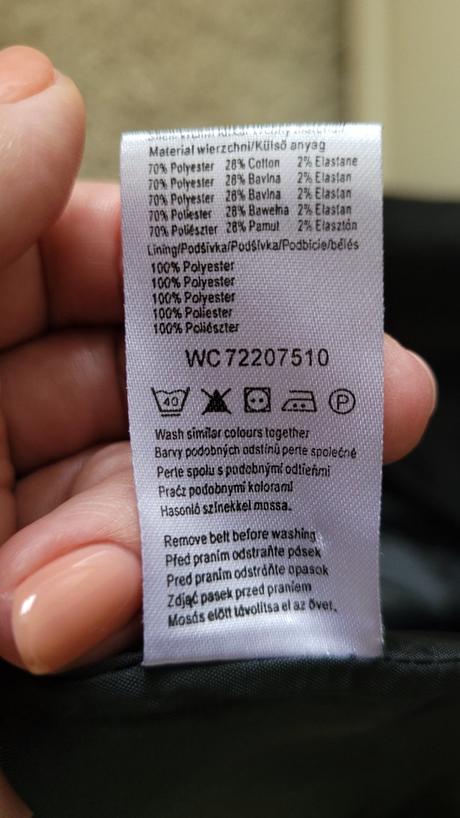 Material wierzchni/Külső anyag
70% Polyester 28% Cotton 2% Elastane
70% Polyester 28% Bavlna 2% Elastan
70% Polyester 28% Bavlna 2% Elastan
70% Poliester 28% Bawełna 2% Elastan
70% Poliészter 28% Pamut 2% Elasztán
Lining/Podšívka/Podšívka/Podbicie/bélés
100% Polyester
100% Polyester
100% Polyester
100% Poliester
100% Poliészter
WC72207510
40 P
Wash similar colours together
Barvy podobných odstínů perte společně
Perte spolu s podobnými odtieňmi
Prać z podobnymi kolorami
Hasonló színekkel mossa.
Remove belt before washing
Před praním odstraňte pásek
Pred praním odstráňte opasok
Zdjąć pasek przed praniem
Mosás előtt távolítsa el az övet.